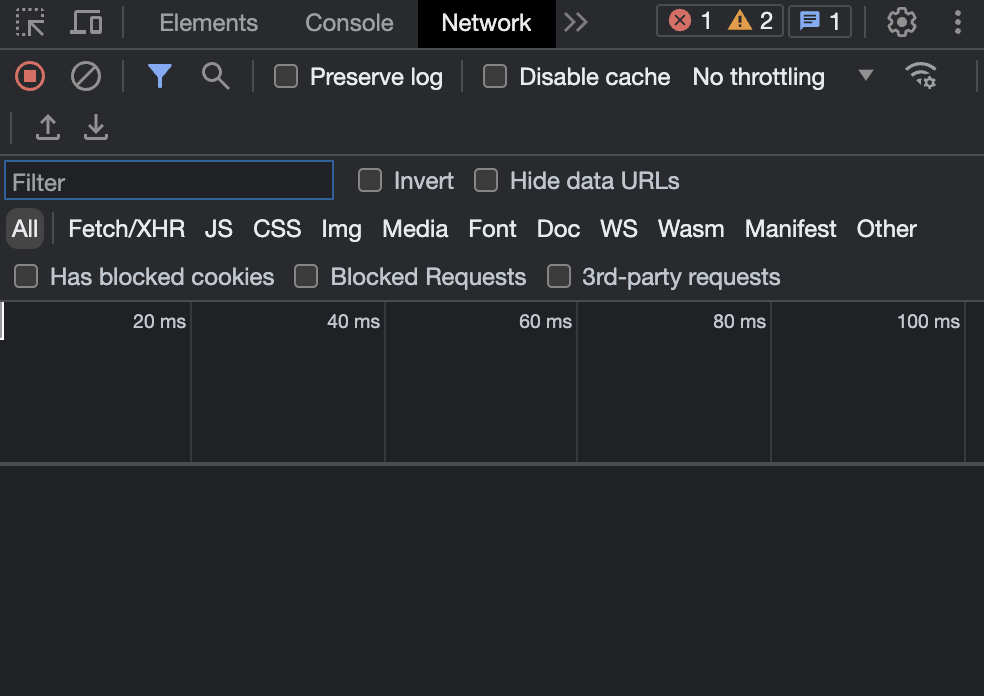 Elements Console Network 1 2 1
Preserve log Disable cache No throttling
Filter Invert Hide data URLs
All Fetch/XHR JS CSS Img Media Font Doc WS Wasm Manifest Other
Has blocked cookies Blocked Requests 3rd-party requests
20 ms 40 ms 60 ms 80 ms 100 ms